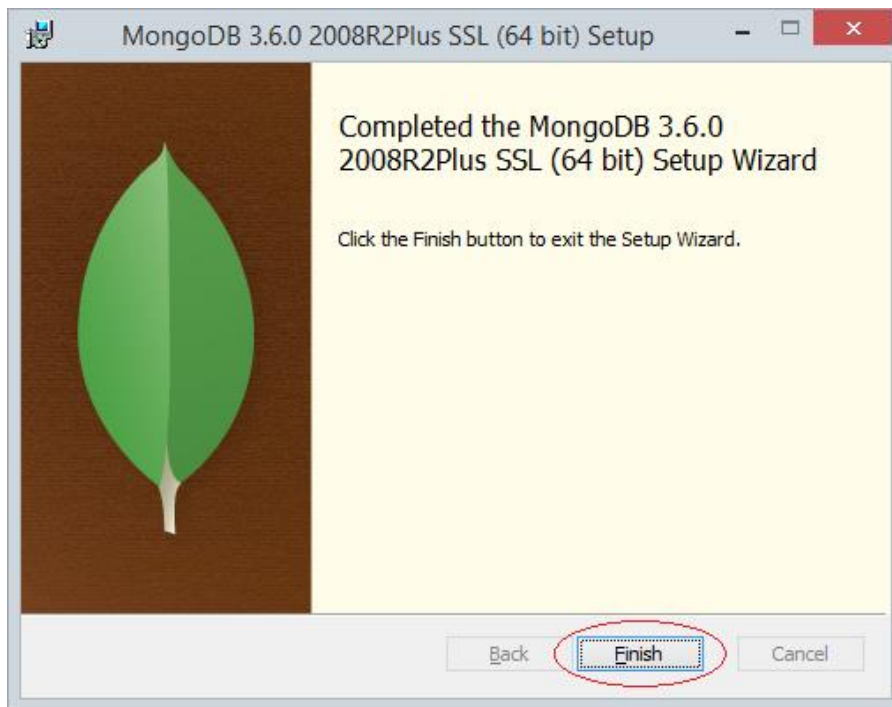 MongoDB 3.6.0 2008R2Plus SSL (64 bit) Setup
Completed the MongoDB 3.6.0
2008R2Plus SSL (64 bit) Setup Wizard
Click the Finish button to exit the Setup Wizard.
Back Finish Cancel